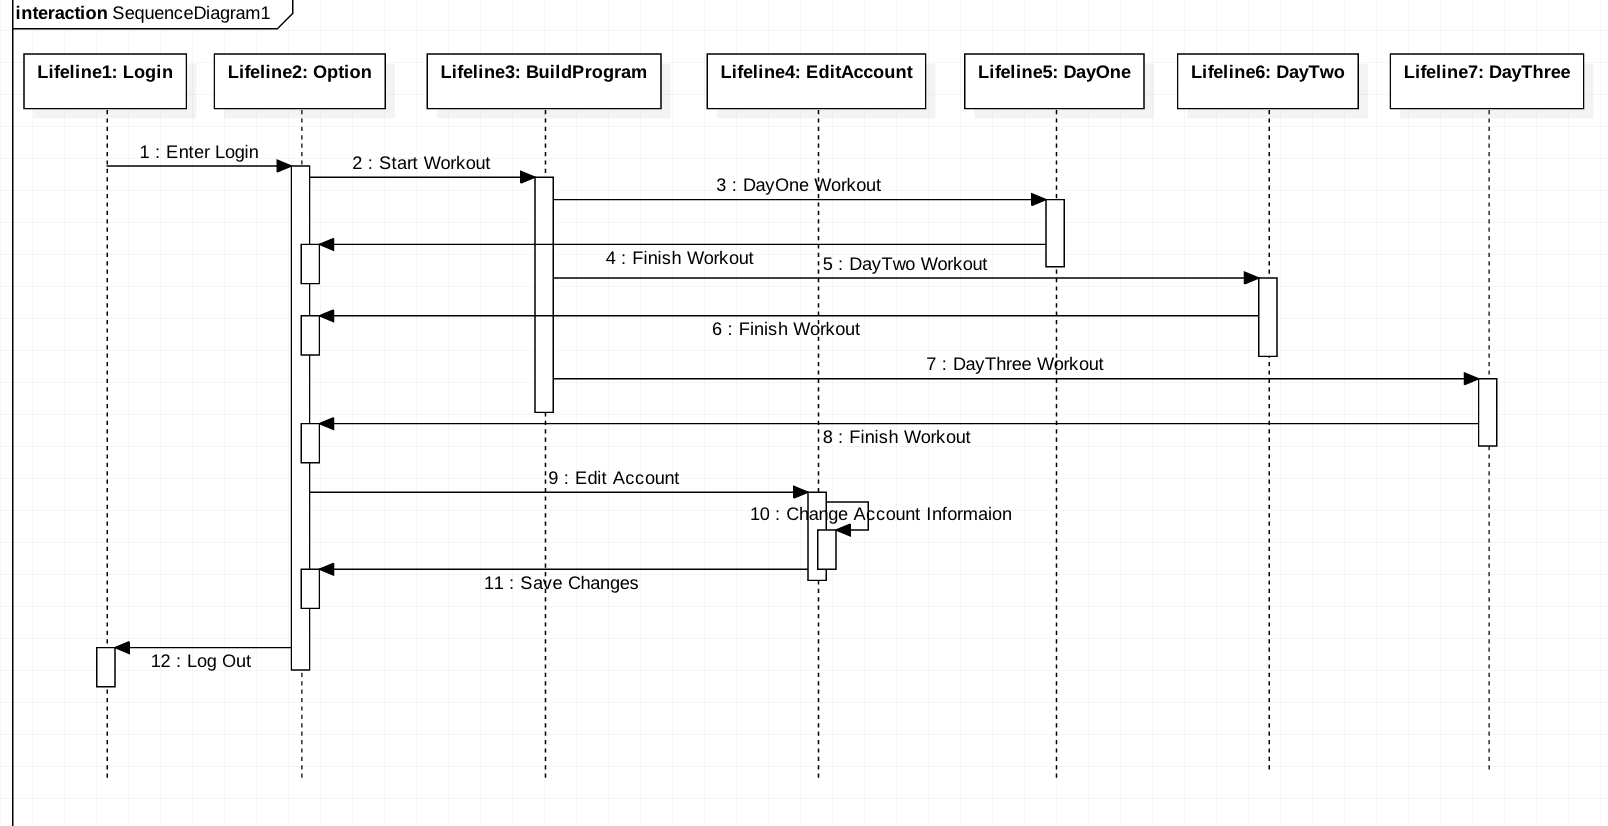 interaction SequenceDiagram1
Lifeline1: Login
Lifeline2: Option
Lifeline3: BuildProgram
Lifeline4: EditAccount
Lifeline5: DayOne
Lifeline6: DayTwo
Lifeline7: DayThree
1 : Enter Login
2 : Start Workout
3 : DayOne Workout
4 : Finish Workout
5 : DayTwo Workout
6 : Finish Workout
7 : DayThree Workout
8 : Finish Workout
9 : Edit Account
10 : Change Account Informaion
11 : Save Changes
12 : Log Out